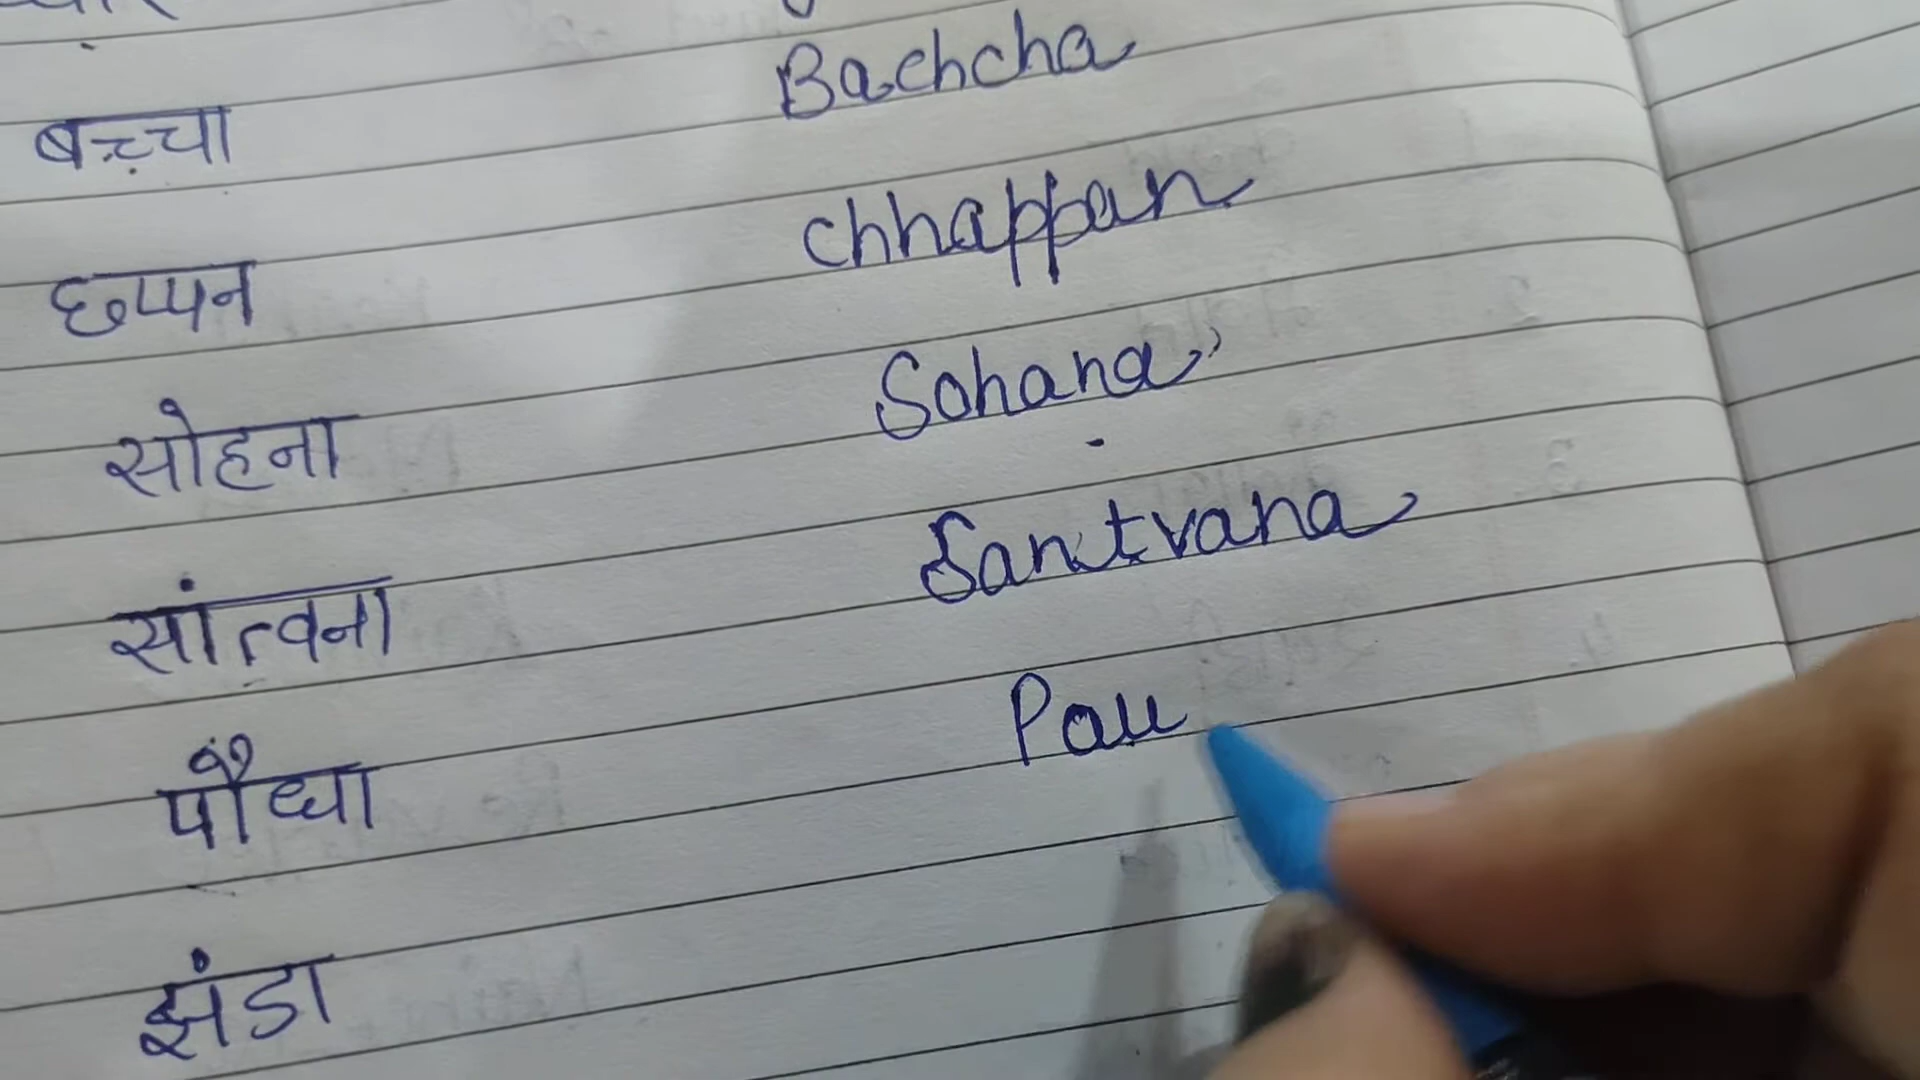 बच्चा Bachcha
छप्पन chhappan
सोहना Sohana
सांत्वना Santvana
पौधा Pau
झंडा